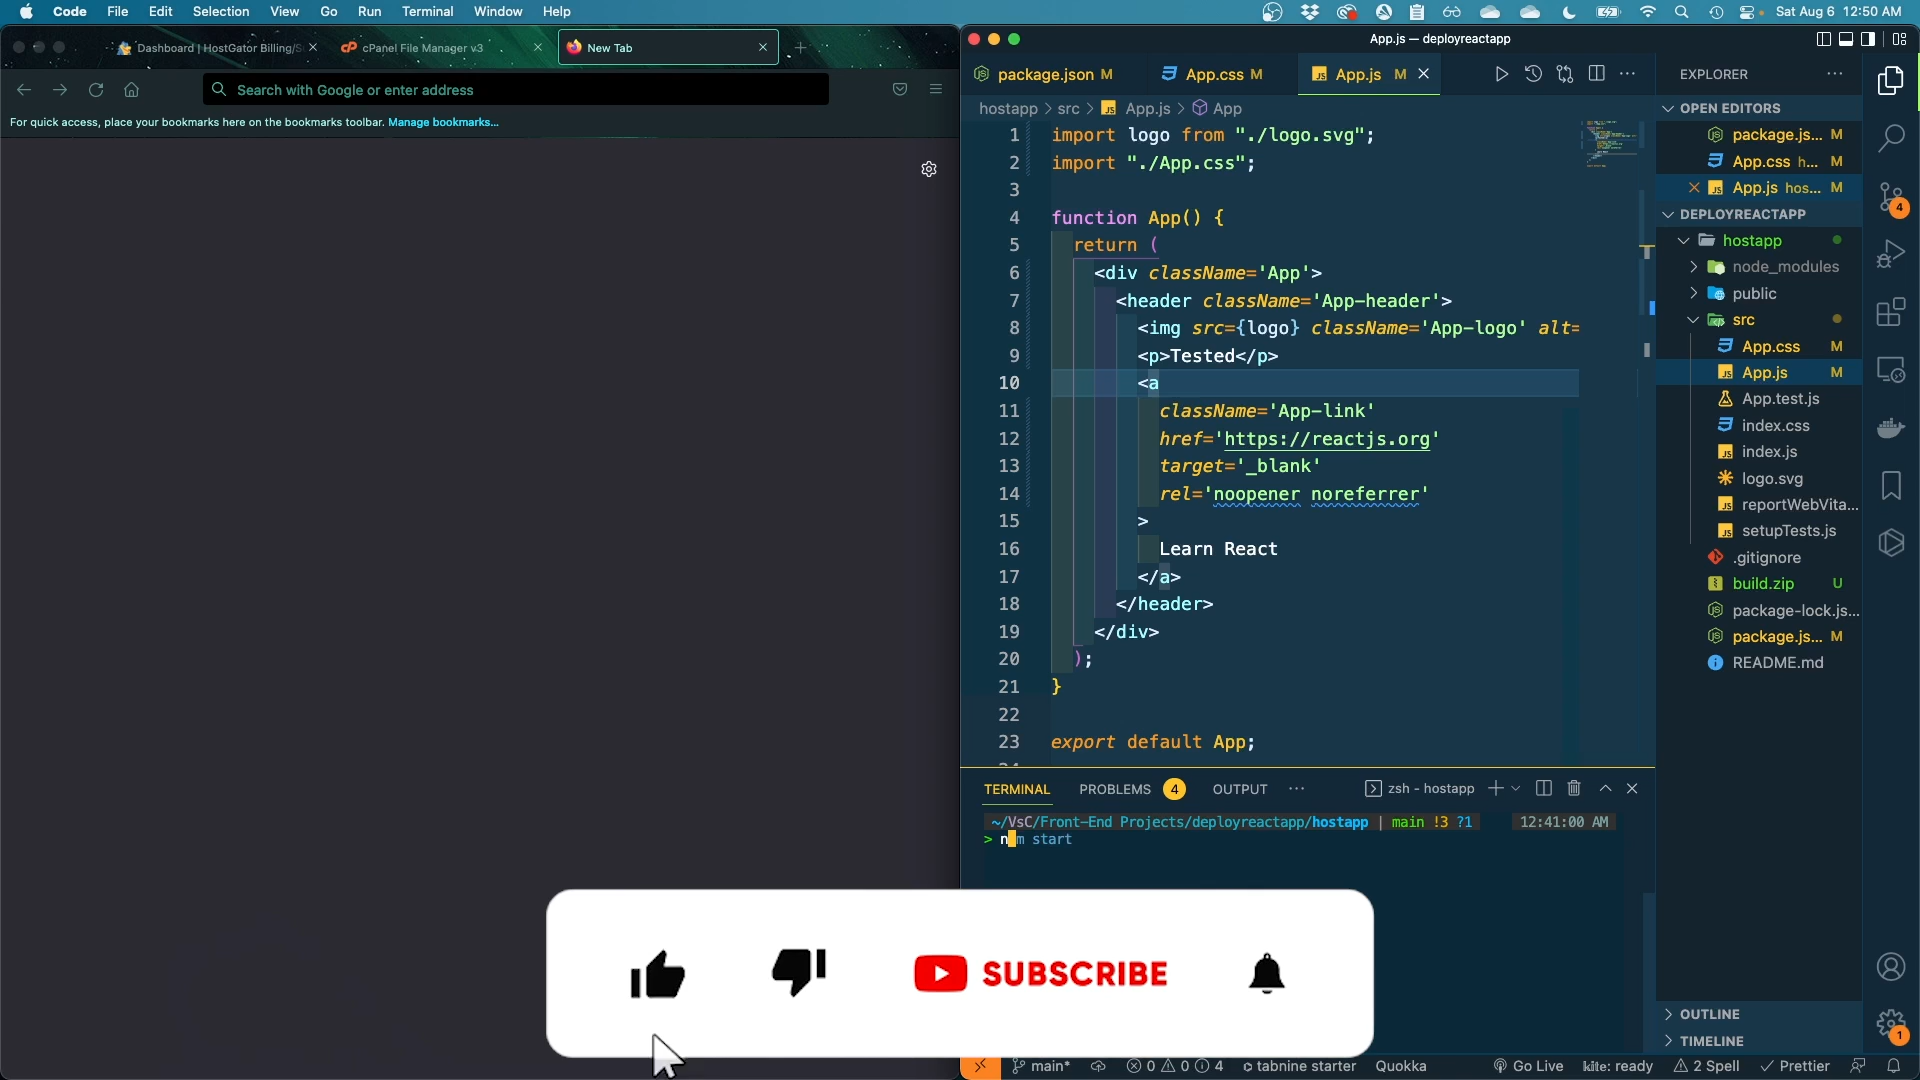 Code File Edit Selection View Go Run Terminal Window Help
Sat Aug 6 12:50 AM
Dashboard | HostGator Billing/S
cPanel File Manager v3
New Tab
Search with Google or enter address
For quick access, place your bookmarks here on the bookmarks toolbar. Manage bookmarks...
App.js — deployreactapp
package.json M
App.css M
App.js M
hostapp > src > App.js > App
1 import logo from "./logo.svg";
2 import "./App.css";
3
4 function App() {
5 return (
6 <div className='App'>
7 <header className='App-header'>
8 <img src={logo} className='App-logo' alt=
9 <p>Tested</p>
10 <a
11 className='App-link'
12 href='https://reactjs.org'
13 target='_blank'
14 rel='noopener noreferrer'
15 >
16 Learn React
17 </a>
18 </header>
19 </div>
20 );
21 }
22
23 export default App;
EXPLORER
OPEN EDITORS
package.js... M
App.css h... M
App.js hos... M
DEPLOYREACTAPP
hostapp
node_modules
public
src
App.css M
App.js M
App.test.js
index.css
index.js
logo.svg
reportWebVita...
setupTests.js
.gitignore
build.zip U
package-lock.js...
package.js... M
README.md
OUTLINE
TIMELINE
4
1
TERMINAL PROBLEMS 4 OUTPUT
zsh - hostapp
~/VsC/Front-End Projects/deployreactapp/hostapp | main !3 ?1 12:41:00 AM
> n m start
SUBSCRIBE
main* 0 0 4 tabnine starter Quokka Go Live kite: ready 2 Spell Prettier